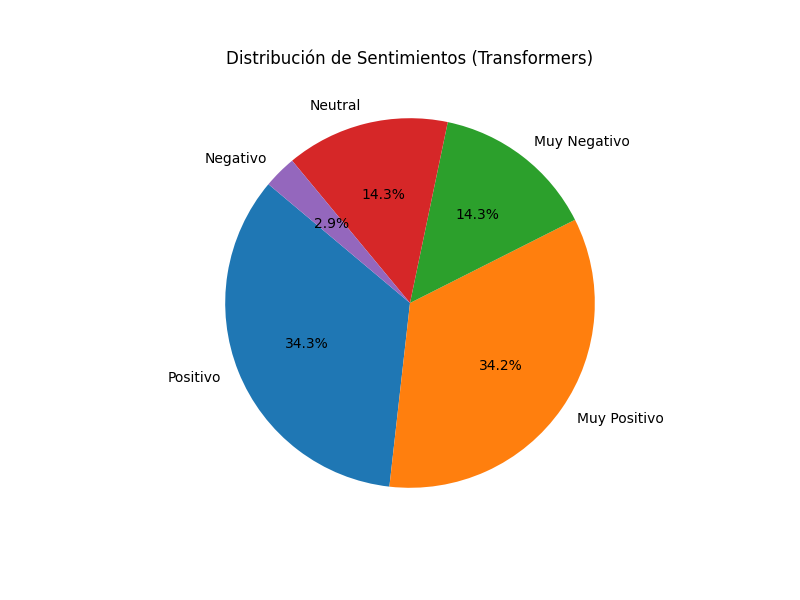 Distribución de Sentimientos (Transformers)
Neutral
Muy Negativo
Negativo
14.3%
14.3%
2.9%
34.3%
34.2%
Positivo
Muy Positivo